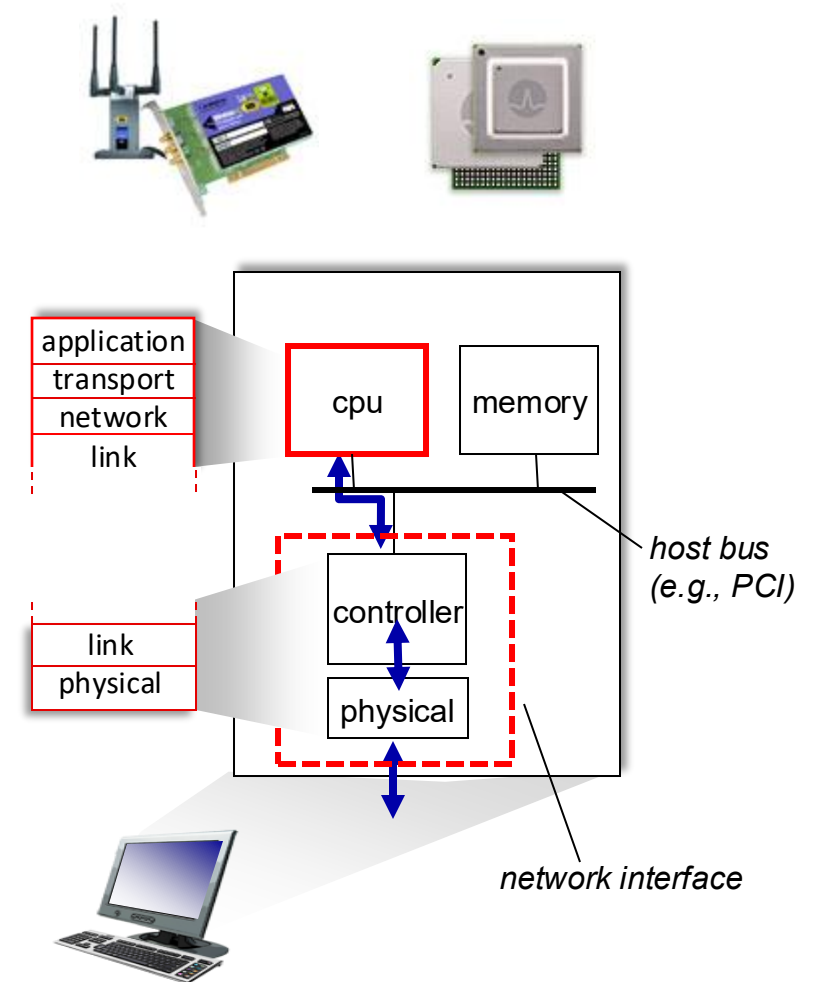 application
transport
network
link
cpu
memory
host bus
(e.g., PCI)
controller
link
physical
physical
network interface